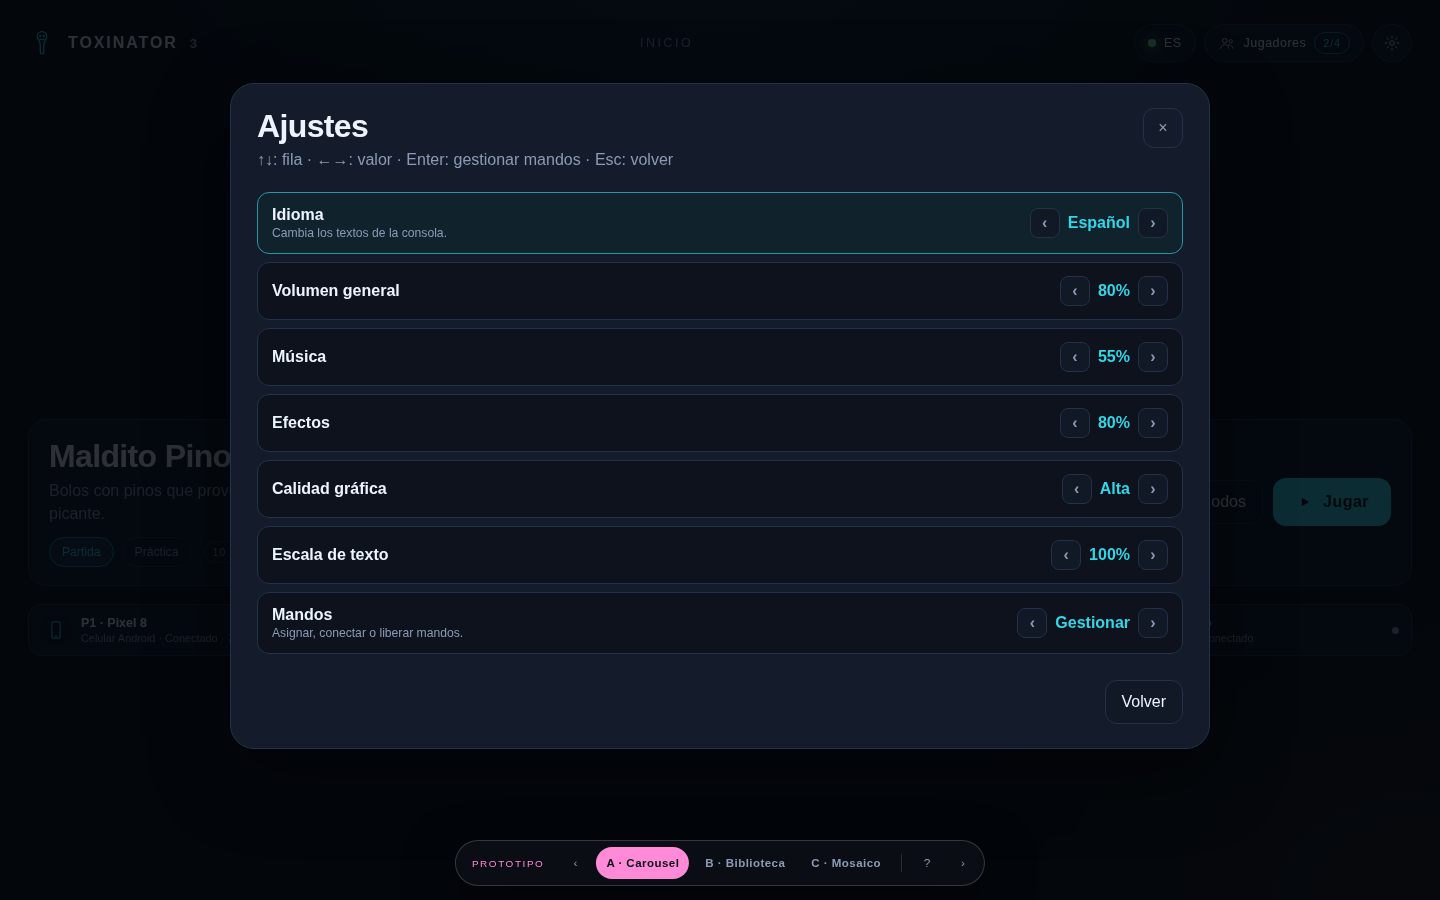 TOXINATOR 3
INICIO
ES
Jugadores 2/4
Ajustes
×
↑↓: fila · ←→: valor · Enter: gestionar mandos · Esc: volver
Idioma
Cambia los textos de la consola.
‹ Español ›
Volumen general
‹ 80% ›
Música
‹ 55% ›
Efectos
‹ 80% ›
Calidad gráfica
‹ Alta ›
Escala de texto
‹ 100% ›
Mandos
Asignar, conectar o liberar mandos.
‹ Gestionar ›
Volver
Maldito Pino
Bolos con pinos que prov
picante.
Partida Práctica 10
odos
Jugar
P1 · Pixel 8
Celular Android · Conectado ·
onectado
PROTOTIPO ‹ A · Carousel B · Biblioteca C · Mosaico ? ›